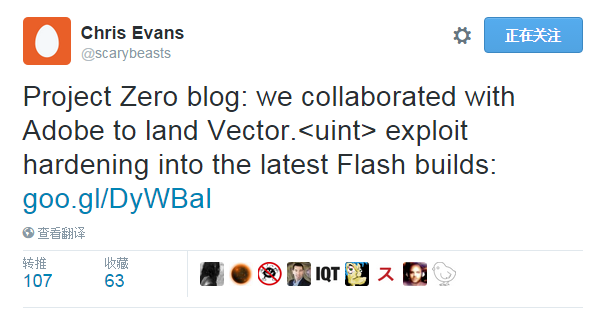 Chris Evans
@scarybeasts
正在关注
Project Zero blog: we collaborated with
Adobe to land Vector.<uint> exploit
hardening into the latest Flash builds:
goo.gl/DyWBaI
查看翻译
转推 收藏
107 63
IQT
ス